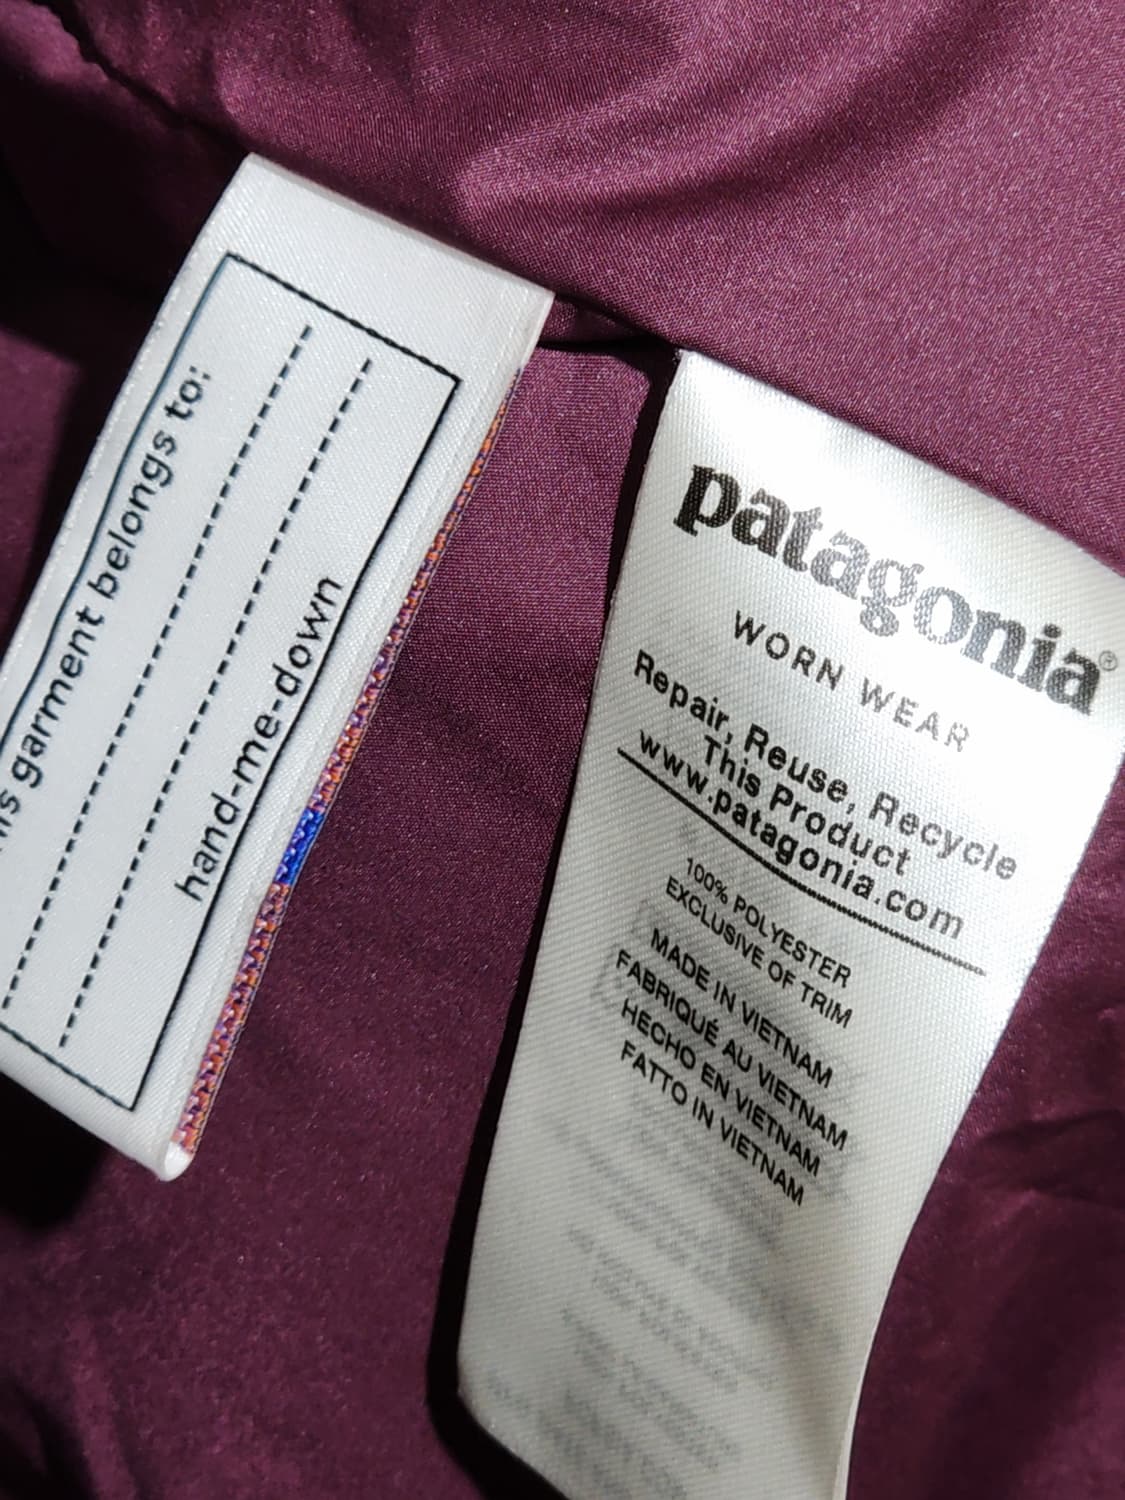 garment belongs to:
hand-me-down
patagonia®
WORN WEAR
Repair, Reuse, Recycle
This Product
www.patagonia.com
100% POLYESTER
EXCLUSIVE OF TRIM
MADE IN VIETNAM
FABRIQUÉ AU VIETNAM
HECHO EN VIETNAM
FATTO IN VIETNAM